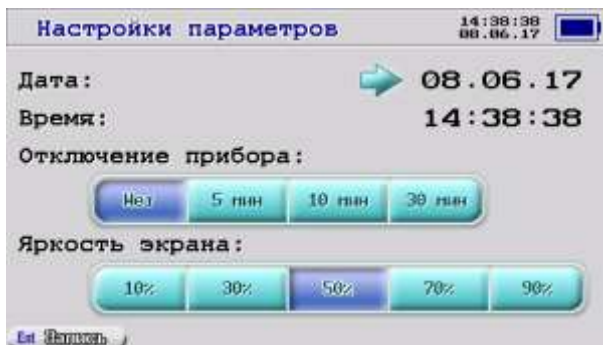 Настройки параметров
14:38:38
08.06.17
Дата: 08.06.17
Время: 14:38:38
Отключение прибора:
Нет 5 мин 10 мин 30 мин
Яркость экрана:
10% 30% 50% 70% 90%
Ent